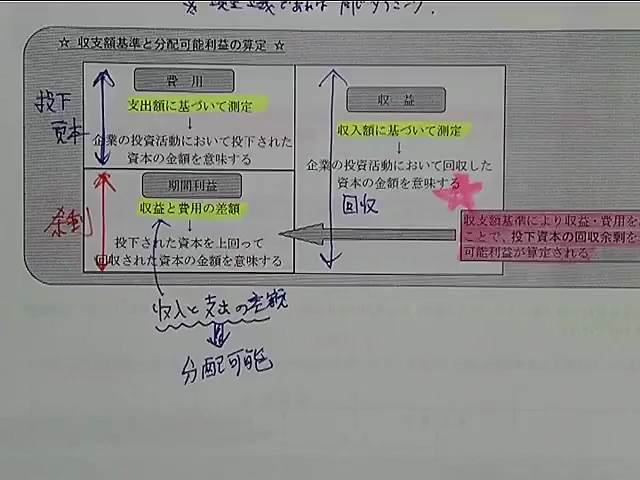 ☆ 収支額基準と分配可能利益の算定 ☆
費 用
支出額に基づいて測定
↓
企業の投資活動において投下された
資本の金額を意味する
期間利益
収益と費用の差額
↓
投下された資本を上回って
回収された資本の金額を意味する
収 益
収入額に基づいて測定
↓
企業の投資活動において回収した
資本の金額を意味する
回収
投下
資本
余剰
収支額基準により収益・費用を
ことで、投下資本の回収余剰を
可能利益が算定される
収入と支出の差額
分配可能